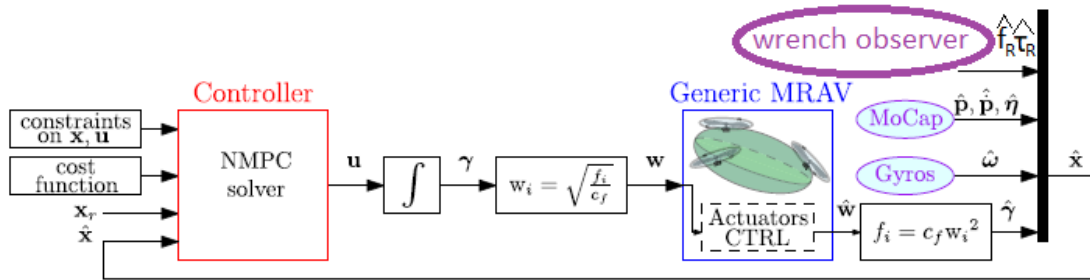 wrench observer
f̂_R τ̂_R
Controller
Generic MRAV
constraints
on x, u
cost
function
x_r
x̂
NMPC
solver
u
∫
γ
w_i = √(f_i / c_f)
w
Actuators
CTRL
ŵ
f_i = c_f w_i²
γ̂
MoCap
p̂, ṗ̂, η̂
Gyros
ω̂
x̂